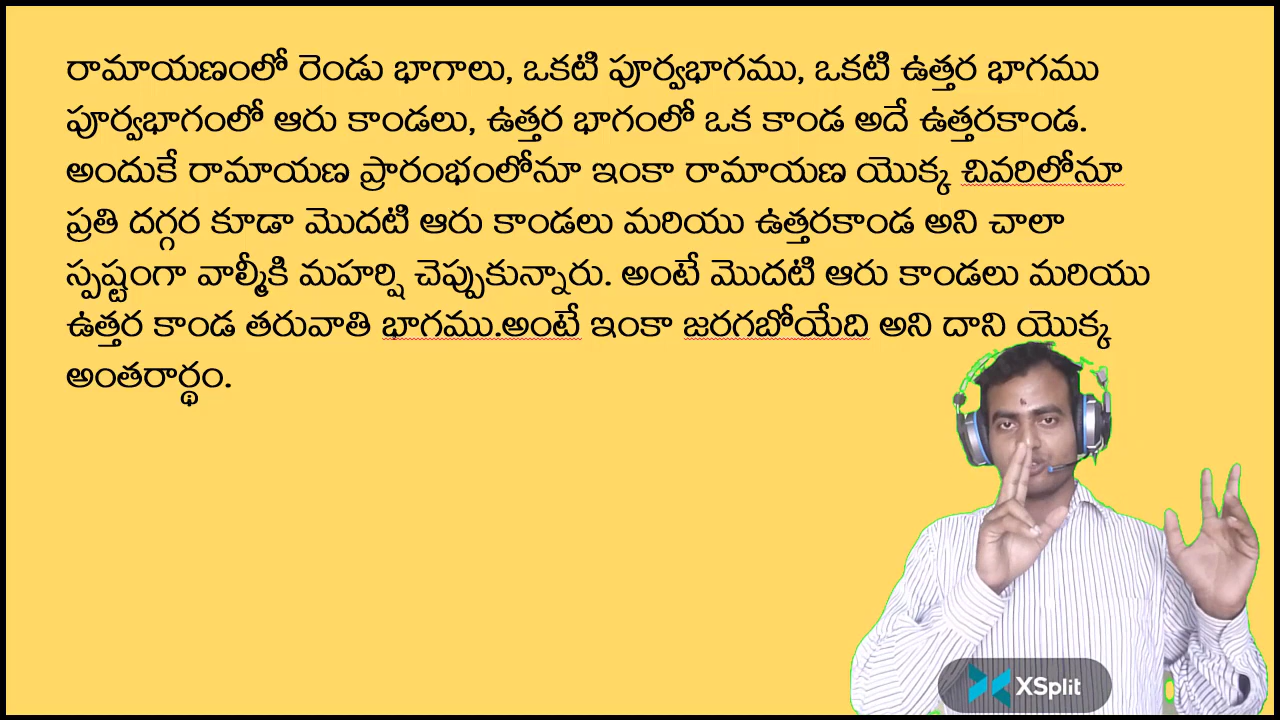 రామాయణంలో రెండు భాగాలు, ఒకటి పూర్వభాగము, ఒకటి ఉత్తర భాగము
పూర్వభాగంలో ఆరు కాండలు, ఉత్తర భాగంలో ఒక కాండ అదే ఉత్తరకాండ.
అందుకే రామాయణ ప్రారంభంలోనూ ఇంకా రామాయణ యొక్క చివరిలోనూ
ప్రతి దగ్గర కూడా మొదటి ఆరు కాండలు మరియు ఉత్తరకాండ అని చాలా
స్పష్టంగా వాల్మీకి మహర్షి చెప్పుకున్నారు. అంటే మొదటి ఆరు కాండలు మరియు
ఉత్తర కాండ తరువాతి భాగము.అంటే ఇంకా జరగబోయేది అని దాని యొక్క
అంతరార్థం.
XSplit